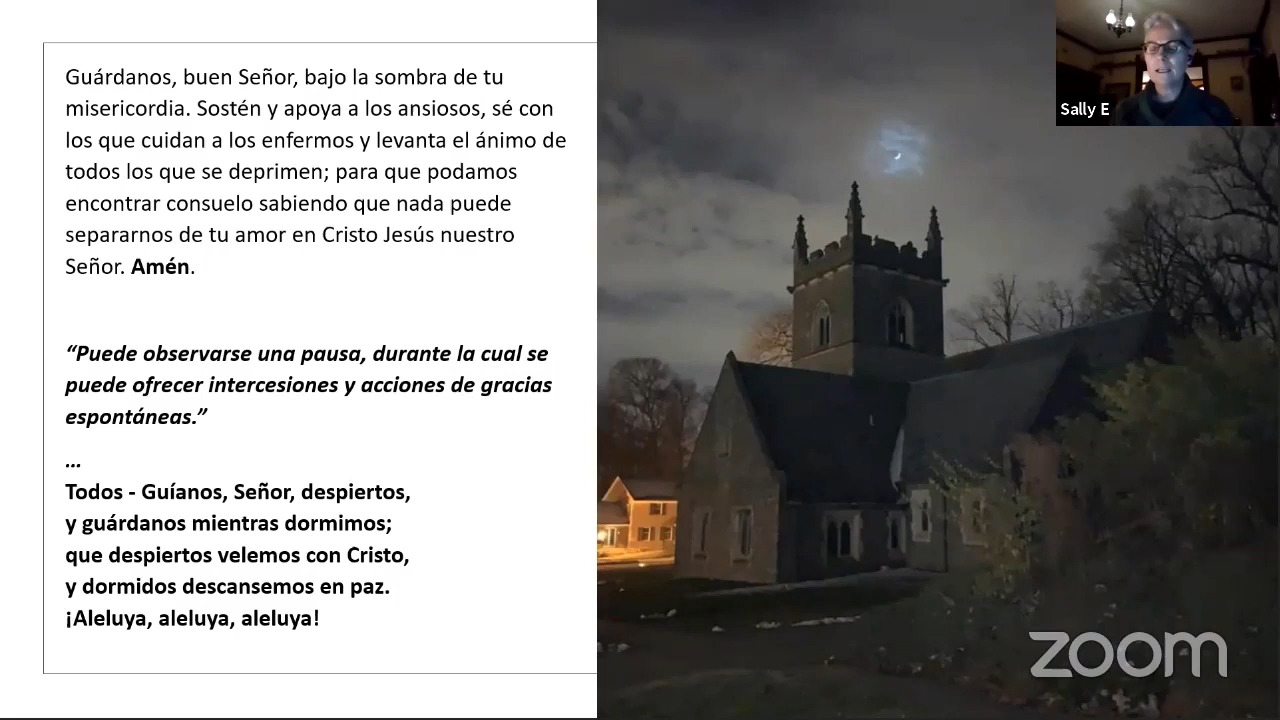 Guárdanos, buen Señor, bajo la sombra de tu
misericordia. Sostén y apoya a los ansiosos, sé con
los que cuidan a los enfermos y levanta el ánimo de
todos los que se deprimen; para que podamos
encontrar consuelo sabiendo que nada puede
separarnos de tu amor en Cristo Jesús nuestro
Señor. Amén.
“Puede observarse una pausa, durante la cual se
puede ofrecer intercesiones y acciones de gracias
espontáneas.”
...
Todos - Guíanos, Señor, despiertos,
y guárdanos mientras dormimos;
que despiertos velemos con Cristo,
y dormidos descansemos en paz.
¡Aleluya, aleluya, aleluya!
Sally E
zoom